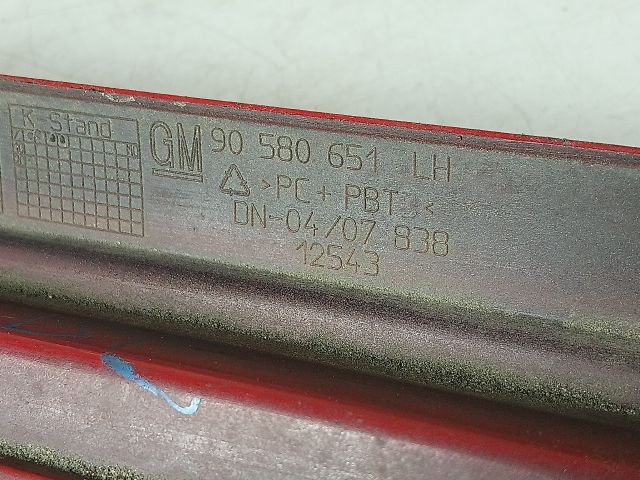 K. Stand
GM 90 580 651 LH
>PC+PBT<
DN-04/07 838
12543